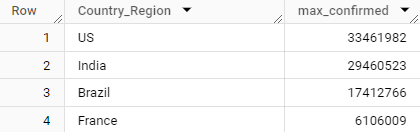 Row Country_Region max_confirmed
1 US 33461982
2 India 29460523
3 Brazil 17412766
4 France 6106009